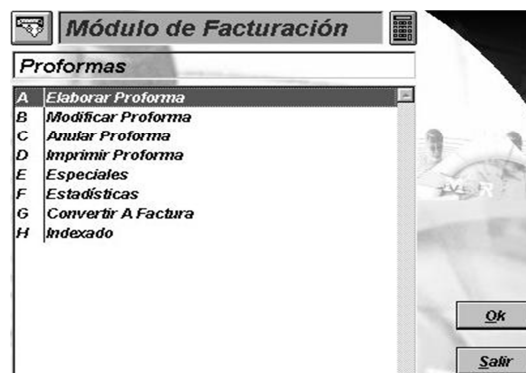 Módulo de Facturación
Proformas
A Elaborar Proforma
B Modificar Proforma
C Anular Proforma
D Imprimir Proforma
E Especiales
F Estadísticas
G Convertir A Factura
H Indexado
Ok
Salir